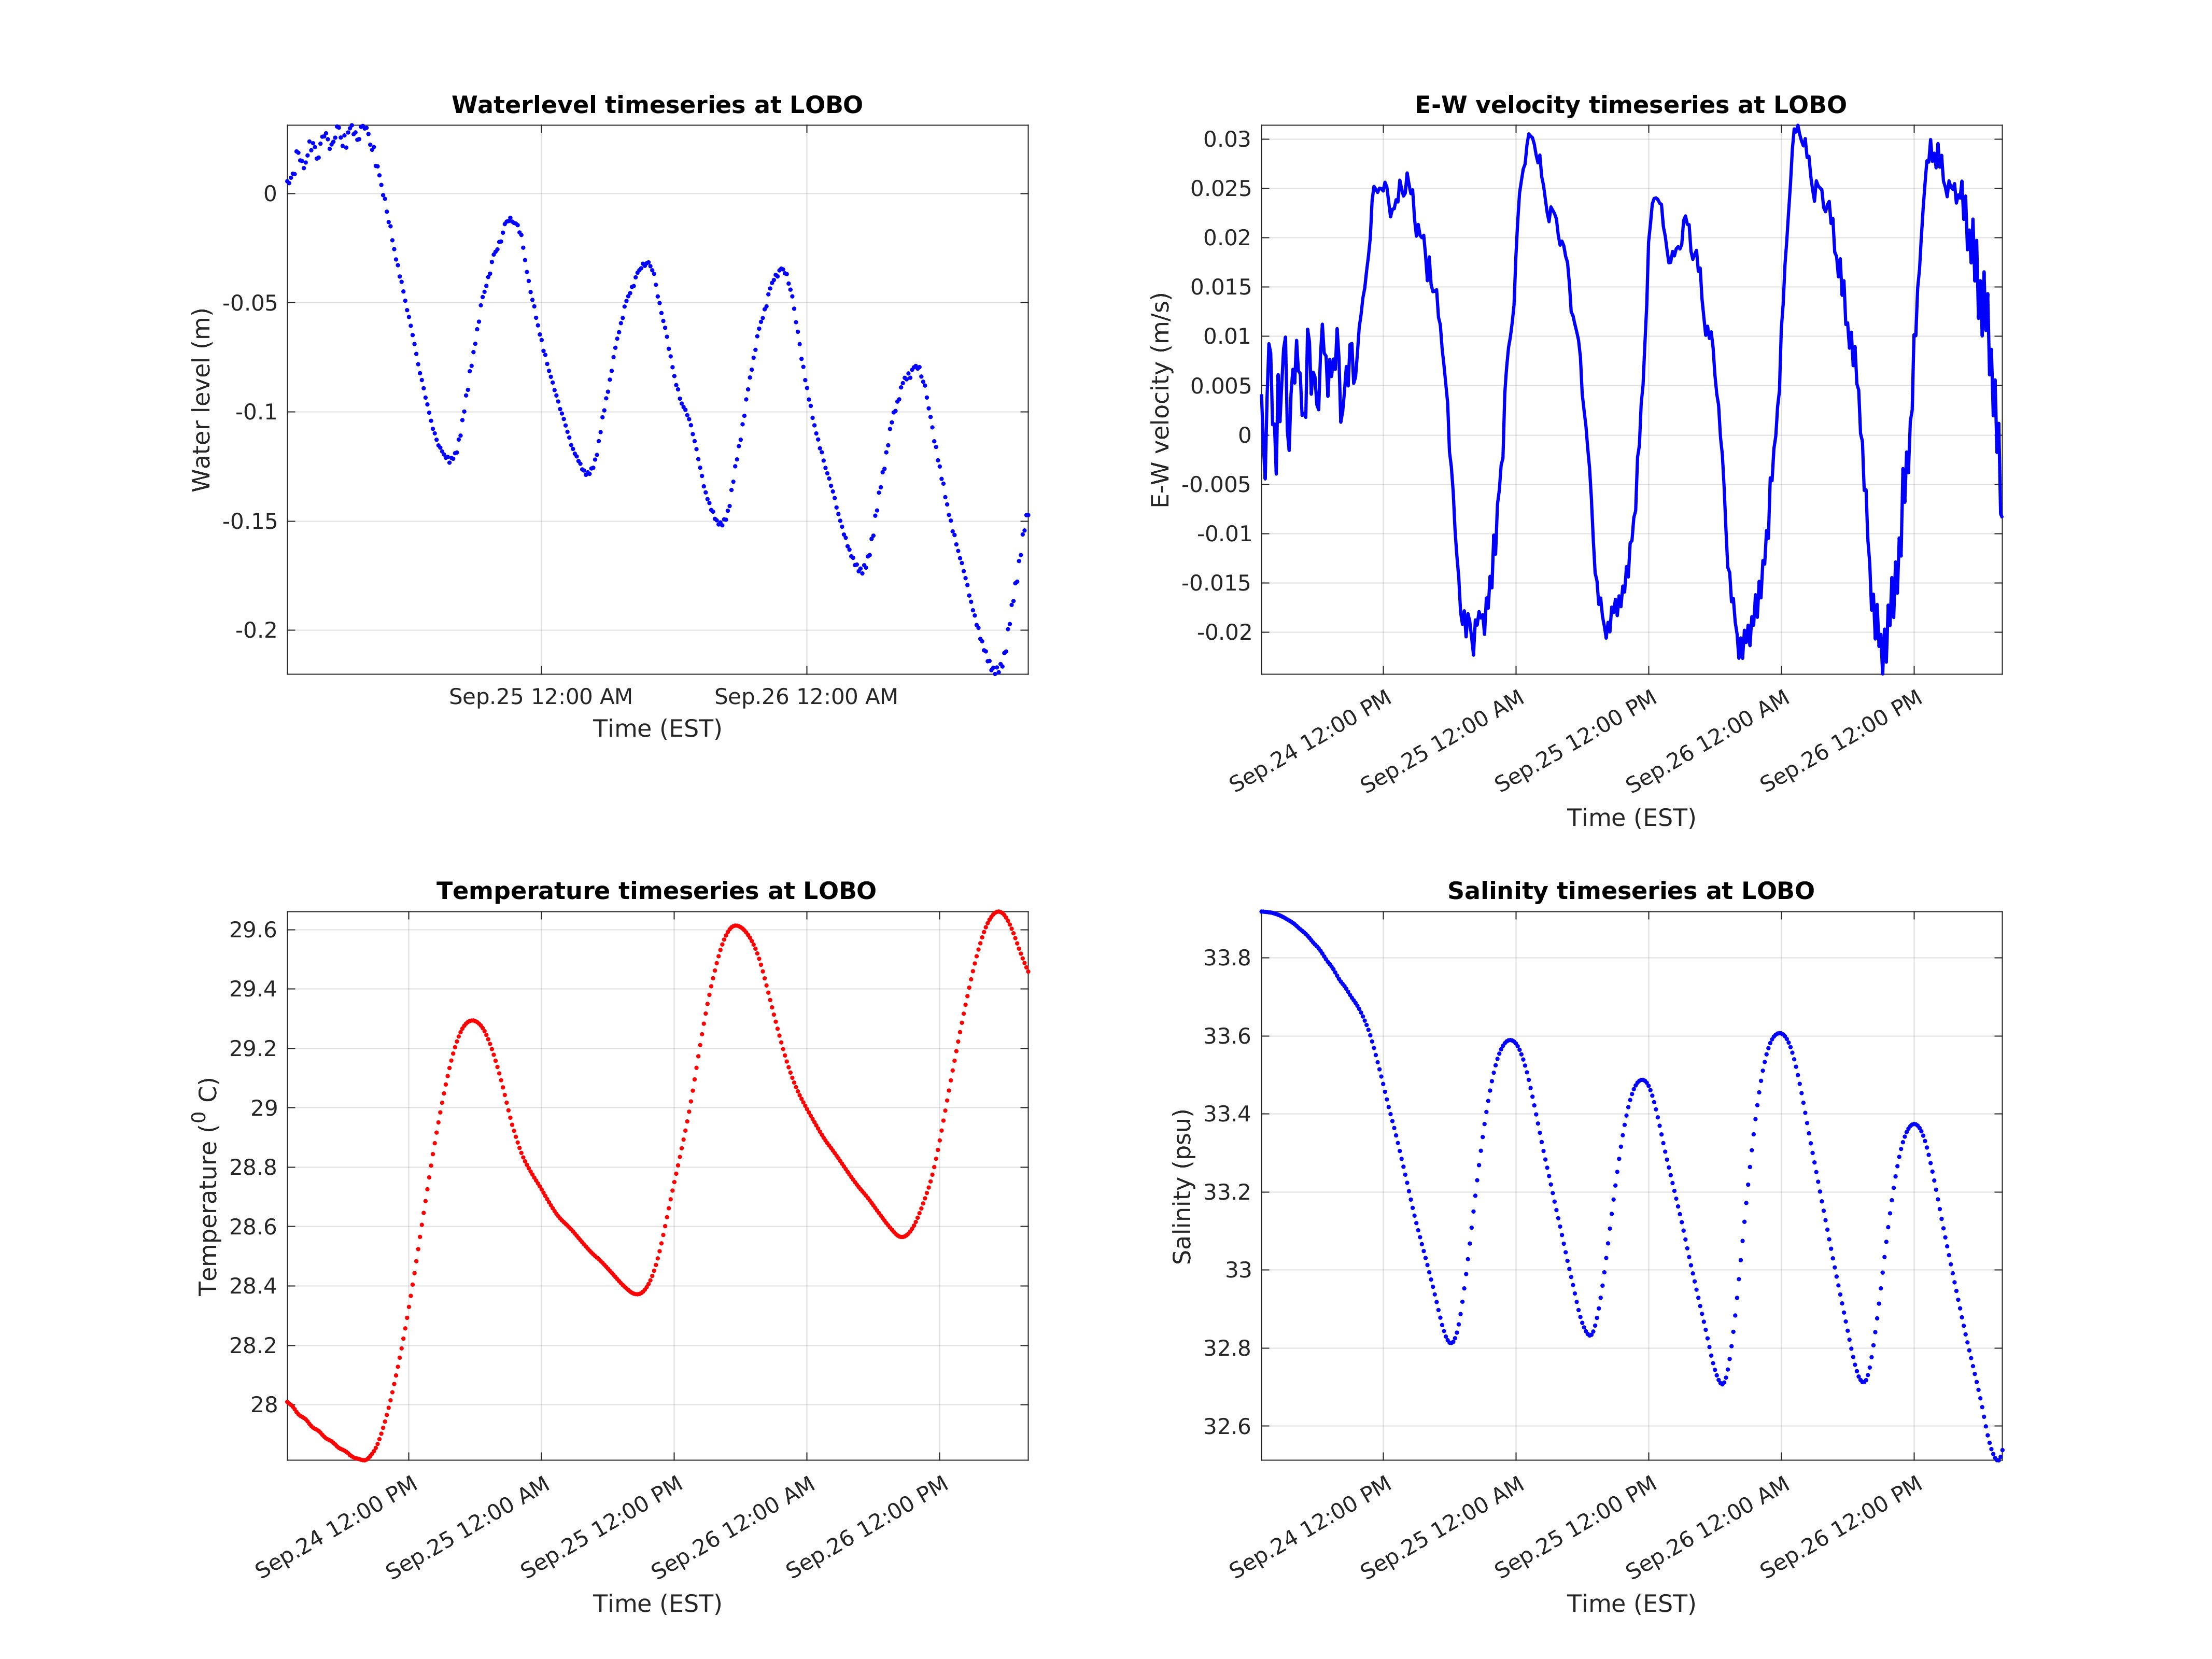 Waterlevel timeseries at LOBO
0
-0.05
-0.1
-0.15
-0.2
Water level (m)
Sep.25 12:00 AM
Sep.26 12:00 AM
Time (EST)
E-W velocity timeseries at LOBO
0.03
0.025
0.02
0.015
0.01
0.005
0
-0.005
-0.01
-0.015
-0.02
E-W velocity (m/s)
Sep.24 12:00 PM
Sep.25 12:00 AM
Sep.25 12:00 PM
Sep.26 12:00 AM
Sep.26 12:00 PM
Time (EST)
Temperature timeseries at LOBO
29.6
29.4
29.2
29
28.8
28.6
28.4
28.2
28
Temperature (⁰ C)
Sep.24 12:00 PM
Sep.25 12:00 AM
Sep.25 12:00 PM
Sep.26 12:00 AM
Sep.26 12:00 PM
Time (EST)
Salinity timeseries at LOBO
33.8
33.6
33.4
33.2
33
32.8
32.6
Salinity (psu)
Sep.24 12:00 PM
Sep.25 12:00 AM
Sep.25 12:00 PM
Sep.26 12:00 AM
Sep.26 12:00 PM
Time (EST)